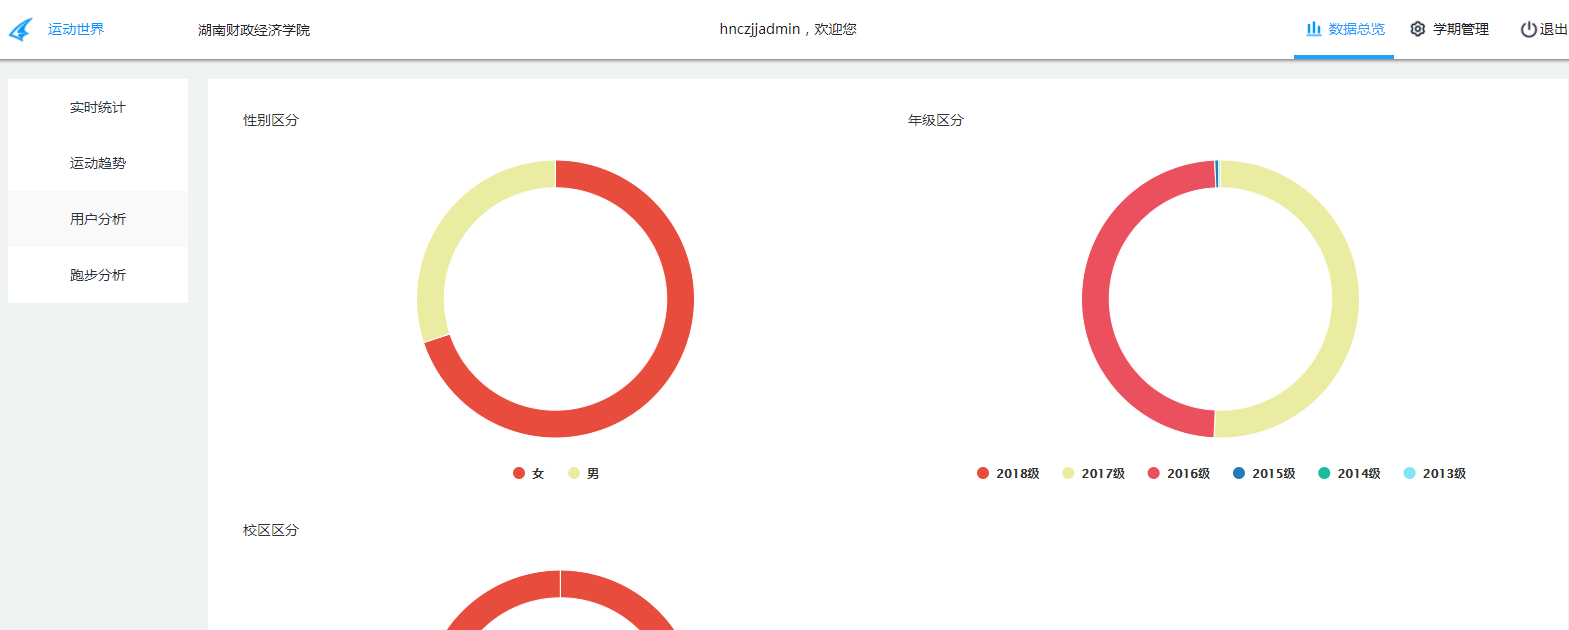 运动世界
湖南财政经济学院
hnczjjadmin，欢迎您
数据总览
学期管理
退出
实时统计
运动趋势
用户分析
跑步分析
性别区分
女 男
年级区分
2018级 2017级 2016级 2015级 2014级 2013级
校区区分